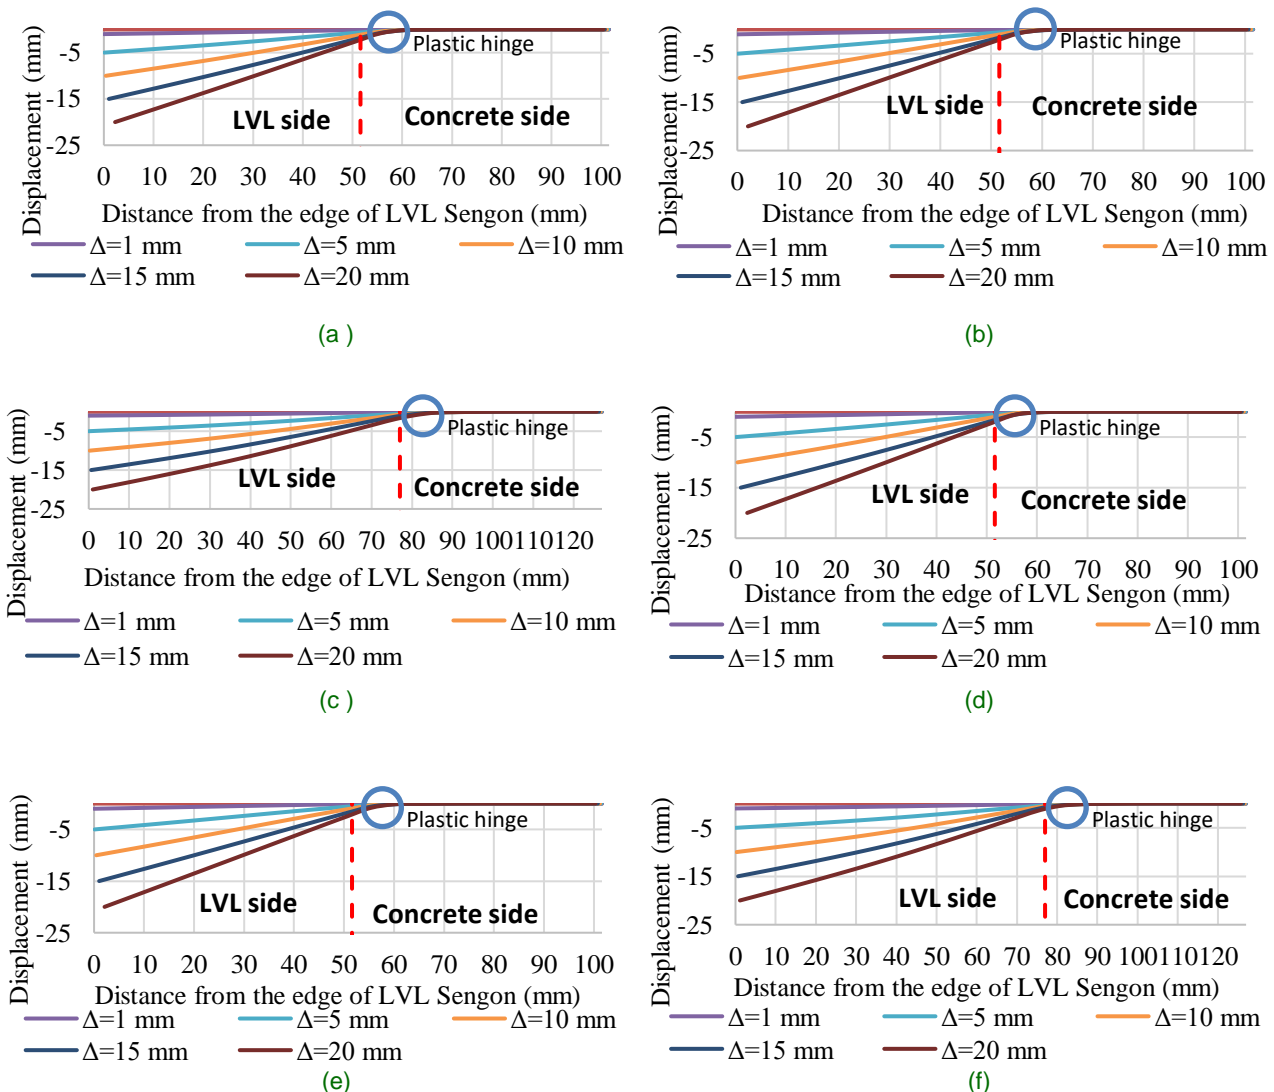 Displacement (mm)
-5
-15
-25
Plastic hinge
LVL side
Concrete side
0 10 20 30 40 50 60 70 80 90 100
Distance from the edge of LVL Sengon (mm)
Δ=1 mm Δ=5 mm Δ=10 mm
Δ=15 mm Δ=20 mm
(a )
Displacement (mm)
-5
-15
-25
Plastic hinge
LVL side
Concrete side
0 10 20 30 40 50 60 70 80 90 100
Distance from the edge of LVL Sengon (mm)
Δ=1 mm Δ=5 mm Δ=10 mm
Δ=15 mm Δ=20 mm
(b)
Displacement (mm)
-5
-15
-25
Plastic hinge
LVL side
Concrete side
0 10 20 30 40 50 60 70 80 90 100110120
Distance from the edge of LVL Sengon (mm)
Δ=1 mm Δ=5 mm Δ=10 mm
Δ=15 mm Δ=20 mm
(c )
Displacement (mm)
-5
-15
-25
Plastic hinge
LVL side
Concrete side
0 10 20 30 40 50 60 70 80 90 100
Distance from the edge of LVL Sengon (mm)
Δ=1 mm Δ=5 mm Δ=10 mm
Δ=15 mm Δ=20 mm
(d)
Displacement (mm)
-5
-15
-25
Plastic hinge
LVL side
Concrete side
0 10 20 30 40 50 60 70 80 90 100
Distance from the edge of LVL Sengon (mm)
Δ=1 mm Δ=5 mm Δ=10 mm
Δ=15 mm Δ=20 mm
(e)
Displacement (mm)
-5
-15
-25
Plastic hinge
LVL side
Concrete side
0 10 20 30 40 50 60 70 80 90 100110120
Distance from the edge of LVL Sengon (mm)
Δ=1 mm Δ=5 mm Δ=10 mm
Δ=15 mm Δ=20 mm
(f)